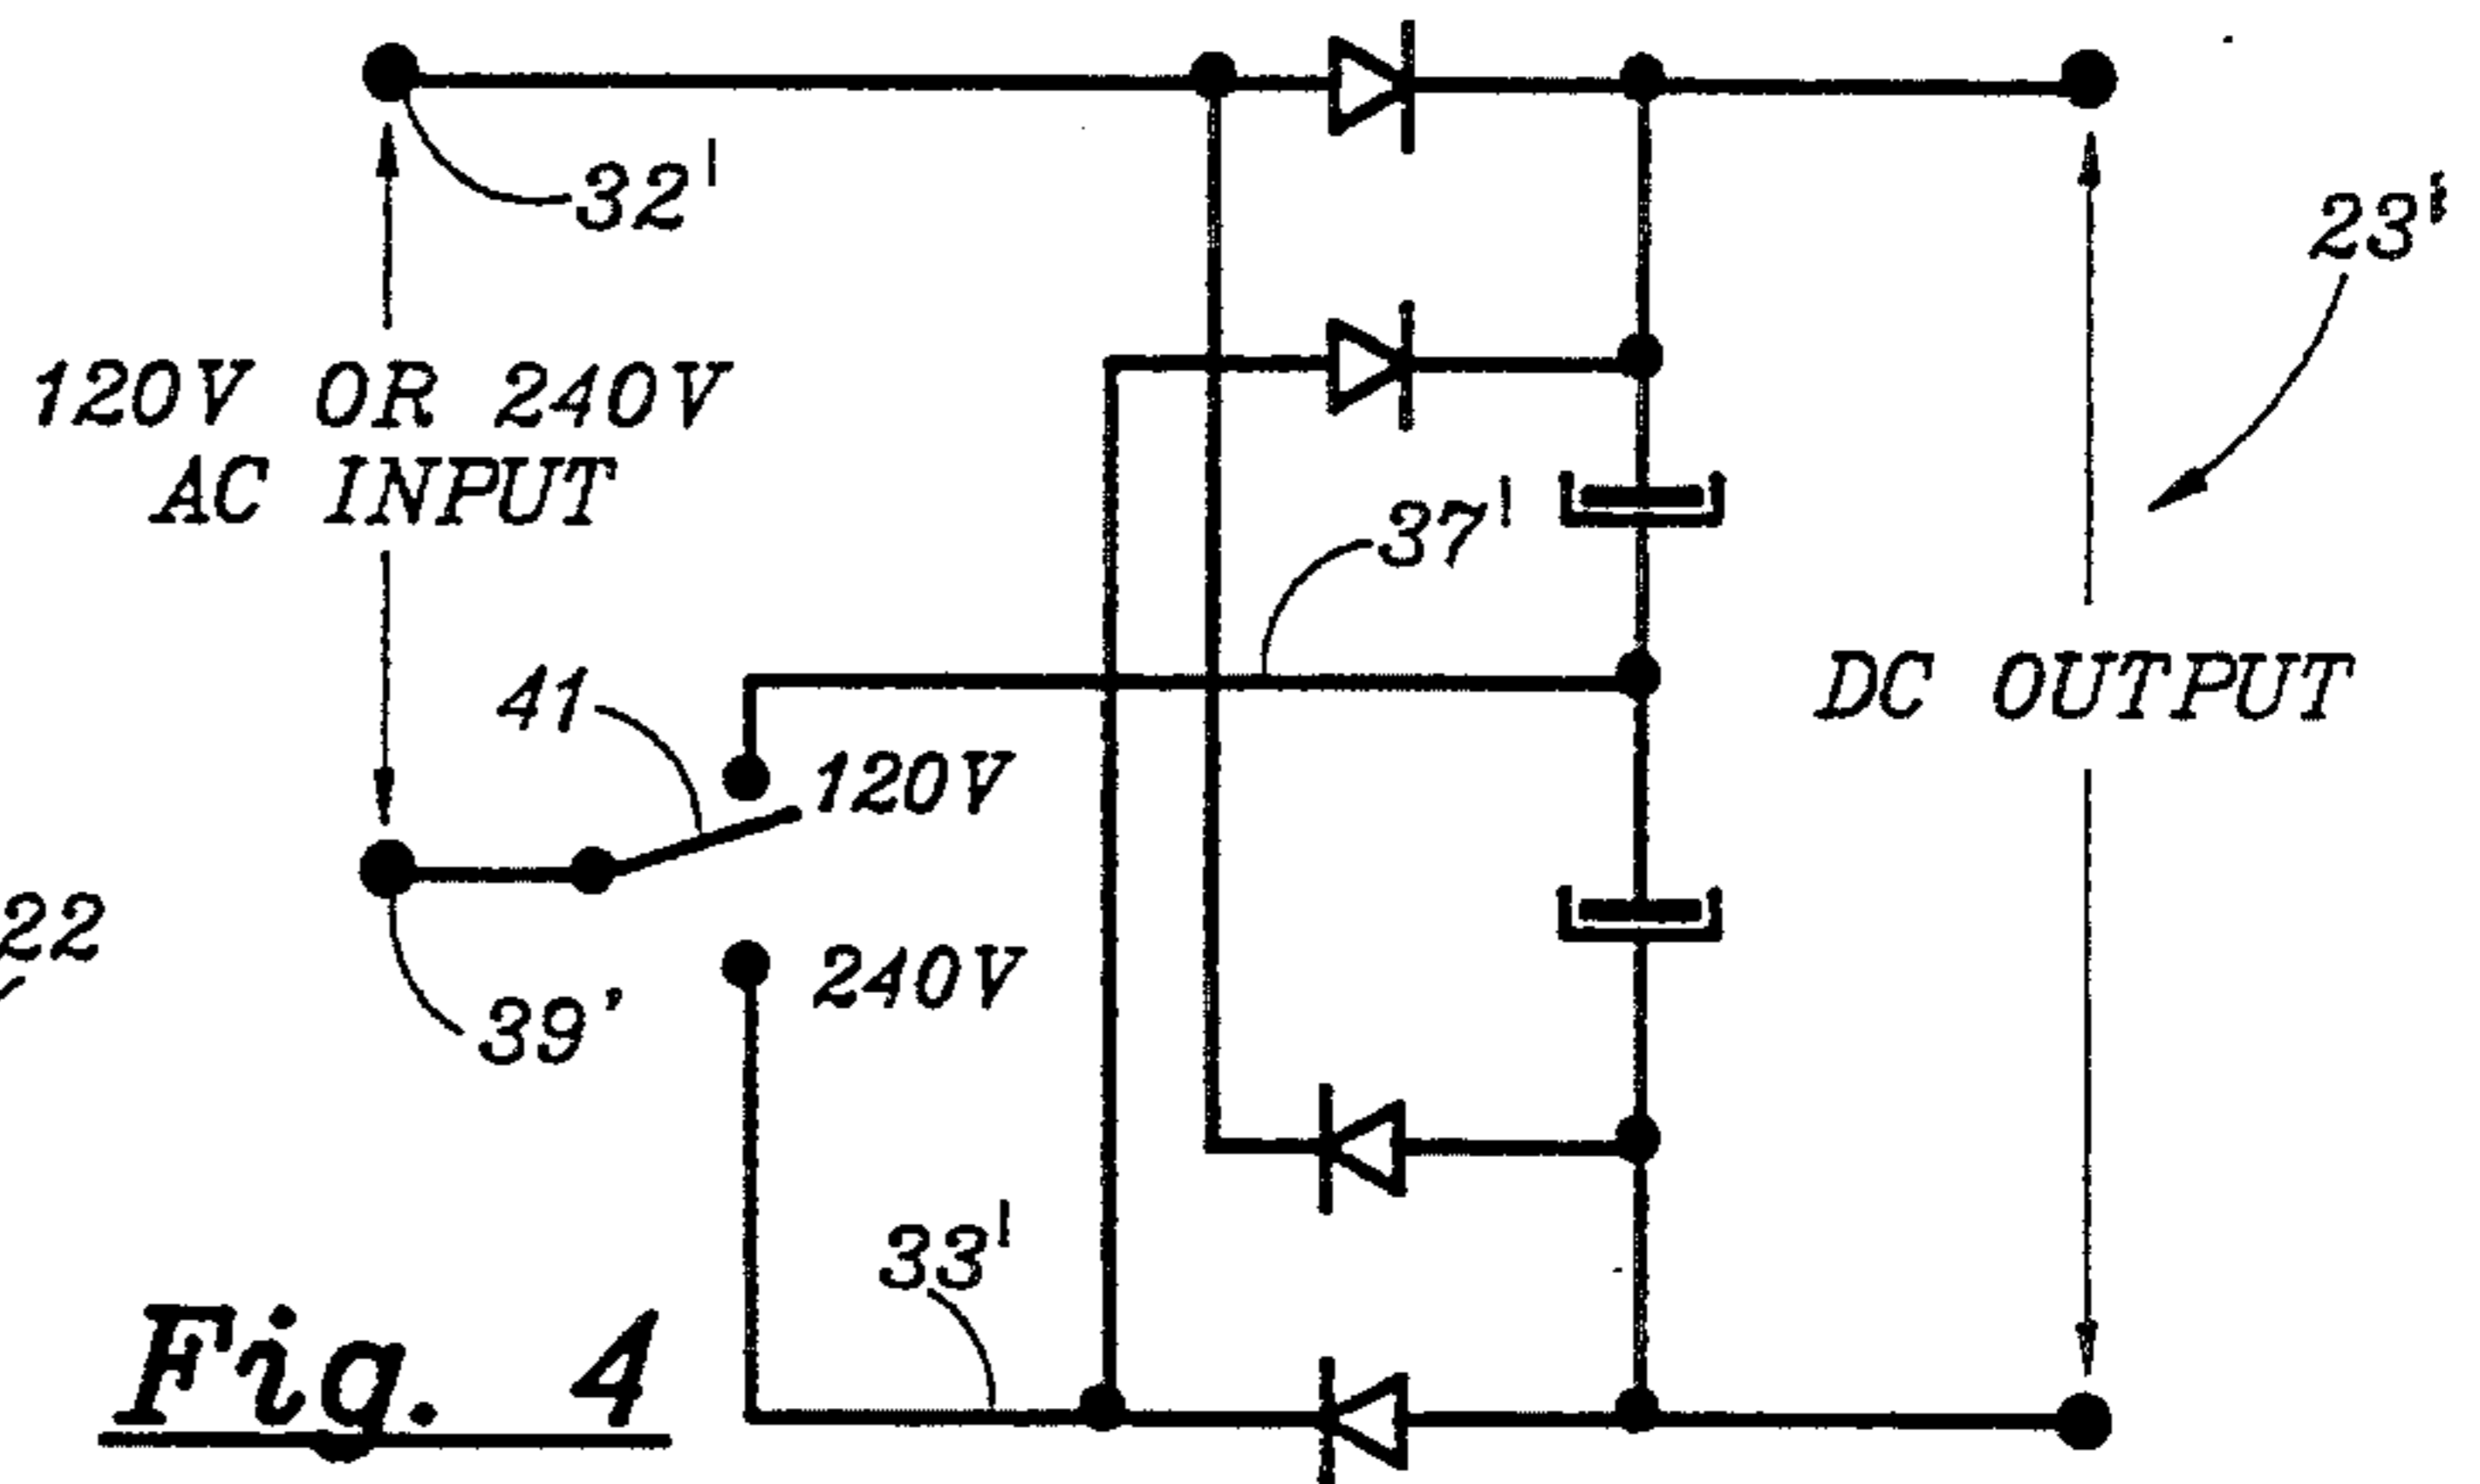 32'
23'
120V OR 240V
AC INPUT
37'
41
DC OUTPUT
120V
22
240V
39'
33'
Fig. 4